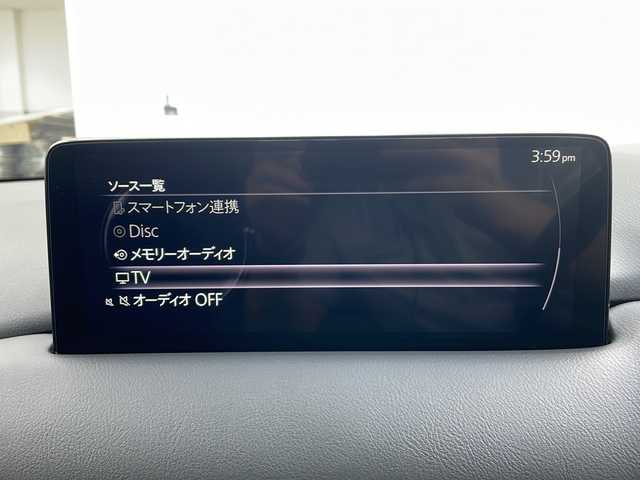 3:59pm
ソース一覧
スマートフォン連携
Disc
メモリーオーディオ
TV
オーディオ OFF